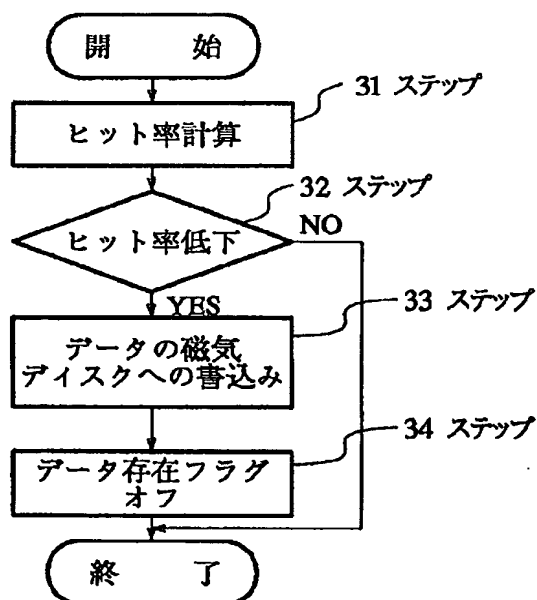 開 始
31 ステップ
ヒット率計算
32 ステップ
ヒット率低下
NO
YES
33 ステップ
データの磁気
ディスクへの書込み
34 ステップ
データ存在フラグ
オフ
終 了